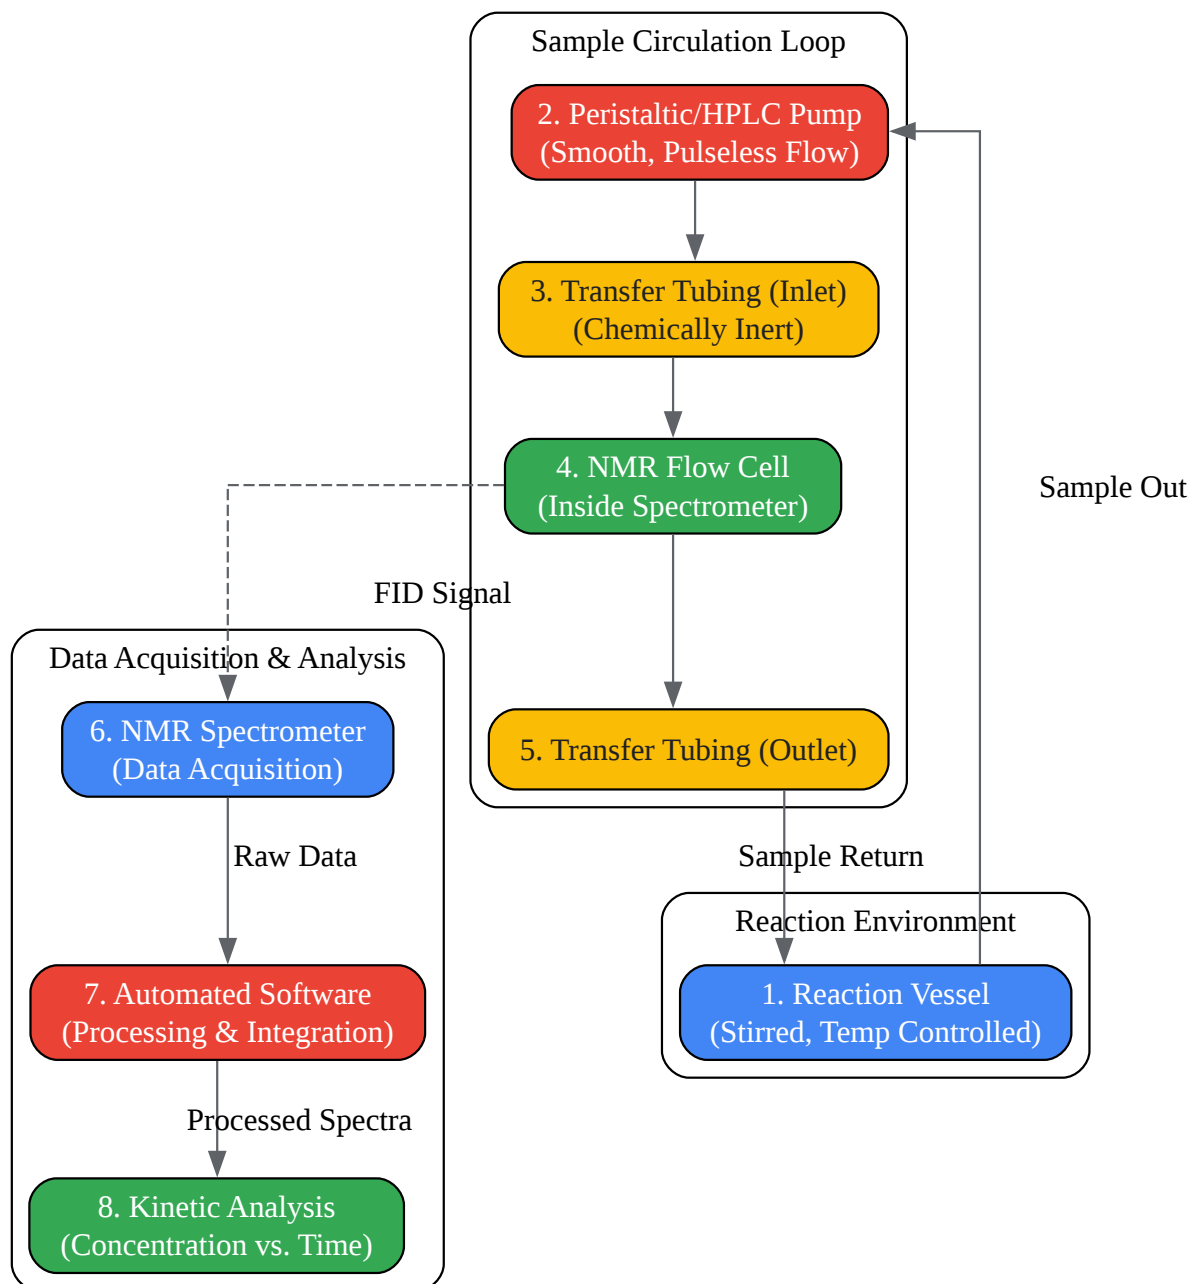 Sample Circulation Loop
2. Peristaltic/HPLC Pump
(Smooth, Pulseless Flow)
3. Transfer Tubing (Inlet)
(Chemically Inert)
4. NMR Flow Cell
(Inside Spectrometer)
Sample Out
FID Signal
Data Acquisition & Analysis
6. NMR Spectrometer
(Data Acquisition)
5. Transfer Tubing (Outlet)
Raw Data
Sample Return
Reaction Environment
7. Automated Software
(Processing & Integration)
1. Reaction Vessel
(Stirred, Temp Controlled)
Processed Spectra
8. Kinetic Analysis
(Concentration vs. Time)